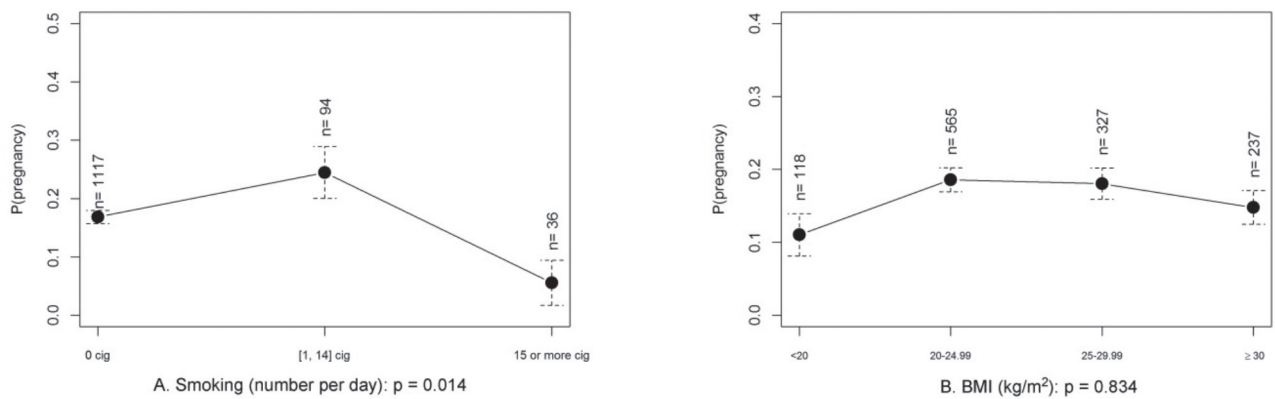 P(pregnancy)
0.5
0.4
0.3
0.2
0.1
0.0
n= 1117
n= 94
n= 36
0 cig
[1, 14] cig
15 or more cig
A. Smoking (number per day): p = 0.014
P(pregnancy)
0.4
0.3
0.2
0.1
0.0
n= 118
n= 565
n= 327
n= 237
<20
20-24.99
25-29.99
≥ 30
B. BMI (kg/m²): p = 0.834